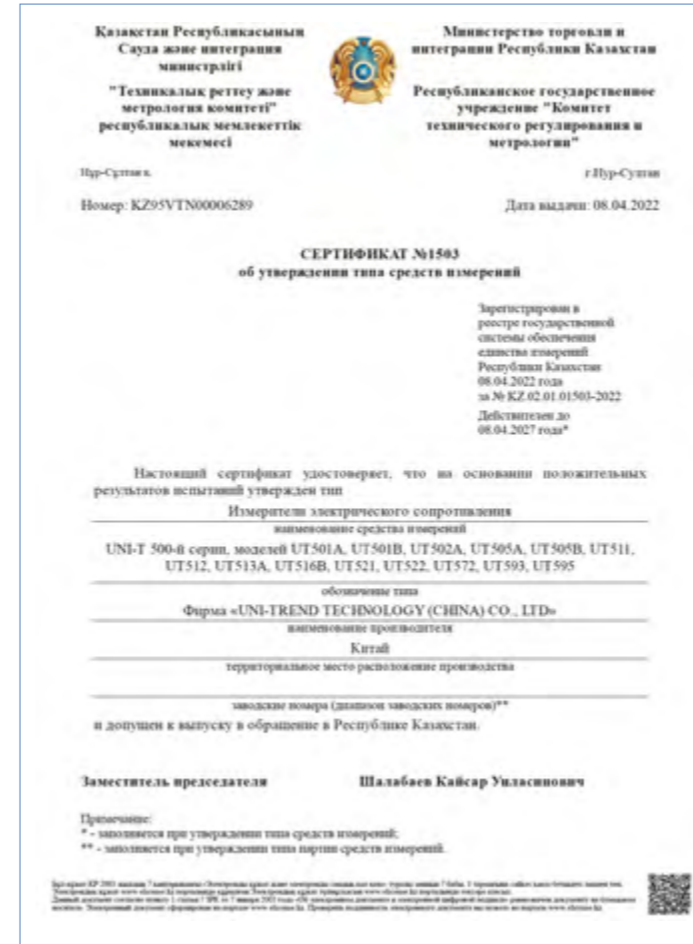 Қазақстан Республикасының
Сауда және интеграция
министрлігі
"Техникалық реттеу және
метрология комитеті"
республикалық мемлекеттік
мекемесі
Министерство торговли и
интеграции Республики Казахстан
Республиканское государственное
учреждение "Комитет
технического регулирования и
метрологии"
Нұр-Сұлтан қ.
г.Нур-Султан
Номер: KZ95VTN00006289
Дата выдачи: 08.04.2022
СЕРТИФИКАТ №1503
об утверждении типа средств измерений
Зарегистрирован в
реестре государственной
системы обеспечения
единства измерений
Республики Казахстан
08.04.2022 года
за № KZ.02.01.01503-2022
Действителен до
08.04.2027 года*
Настоящий сертификат удостоверяет, что на основании положительных
результатов испытаний утвержден тип
Измерители электрического сопротивления
наименование средства измерений
UNI-T 500-й серии, моделей UT501A, UT501B, UT502A, UT505A, UT505B, UT511,
UT512, UT513A, UT516B, UT521, UT522, UT572, UT593, UT595
обозначение типа
Фирма «UNI-TREND TECHNOLOGY (CHINA) CO., LTD»
наименование производителя
Китай
территориальное место расположение производства
заводские номера (диапазон заводских номеров)**
и допущен к выпуску в обращение в Республике Казахстан.
Заместитель председателя
Шалабаев Кайсар
Примечание:
* - заполняется при утверждении типа средств измерений;
** - заполняется при утверждении типа партии средств измерений.